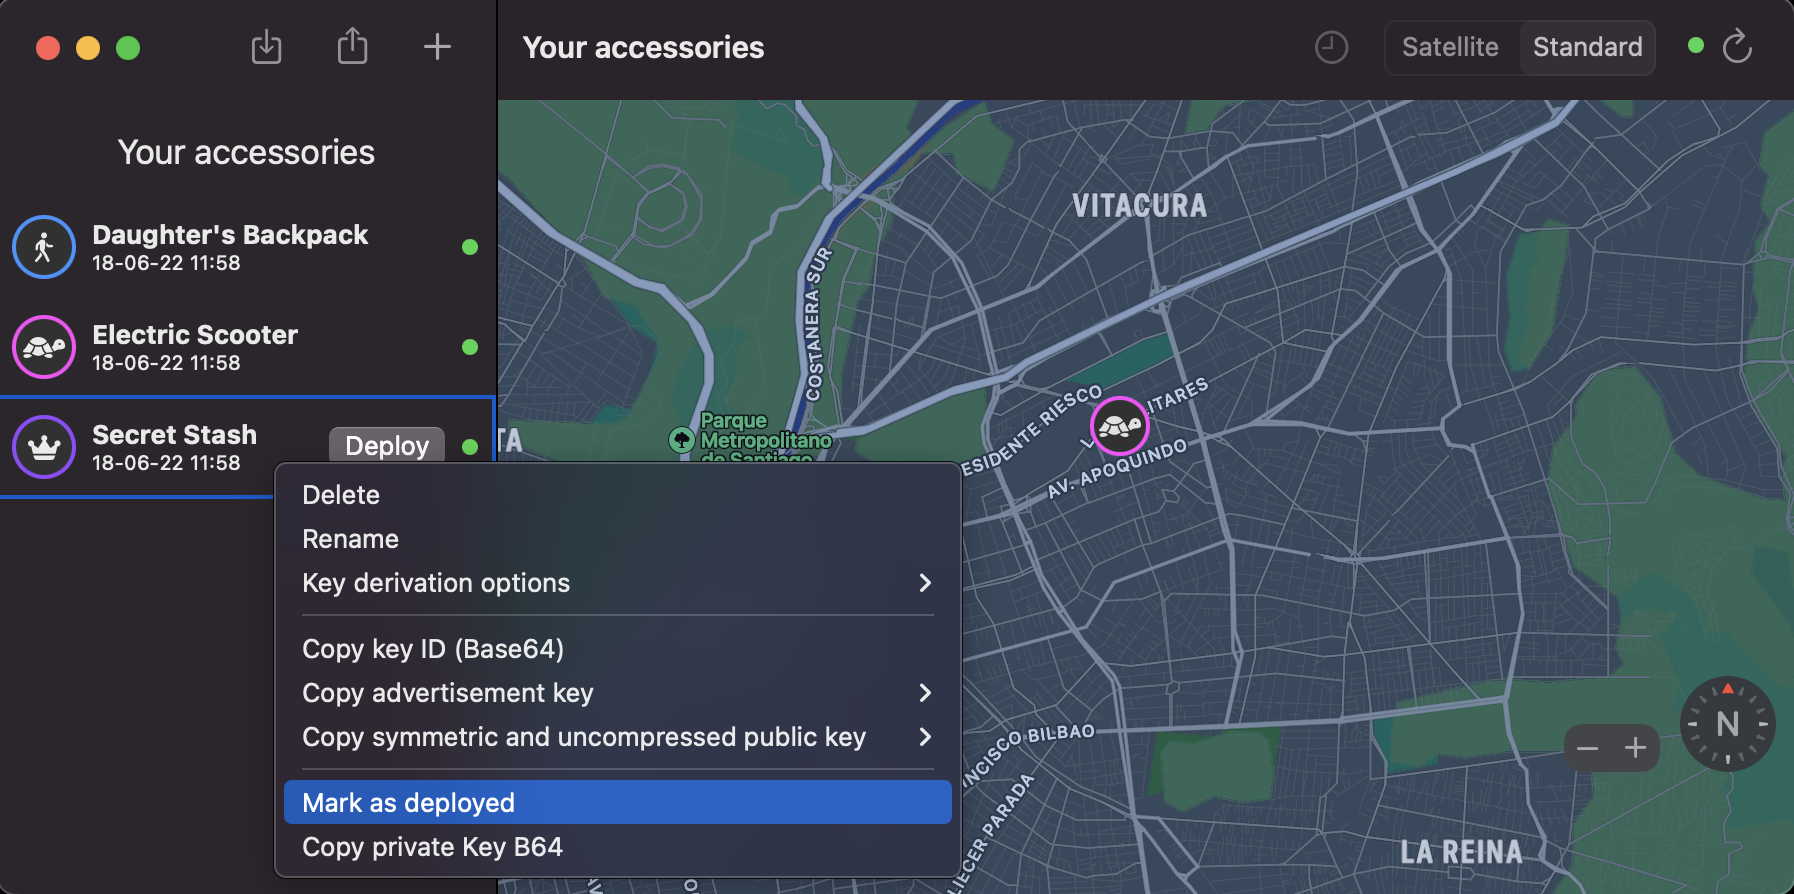 Your accessories
Satellite
Standard
Your accessories
Daughter's Backpack
18-06-22 11:58
Electric Scooter
18-06-22 11:58
Secret Stash
18-06-22 11:58
Deploy
Delete
Rename
Key derivation options
Copy key ID (Base64)
Copy advertisement key
Copy symmetric and uncompressed public key
Mark as deployed
Copy private Key B64
VITACURA
COSTANERA SUR
Parque
Metropolitano
de Santiago
TA
ESIDENTE RIESCO
L
ITARES
AV. APOQUINDO
NCISCO BILBAO
LIECER PARADA
AV
O
LA REINA
N